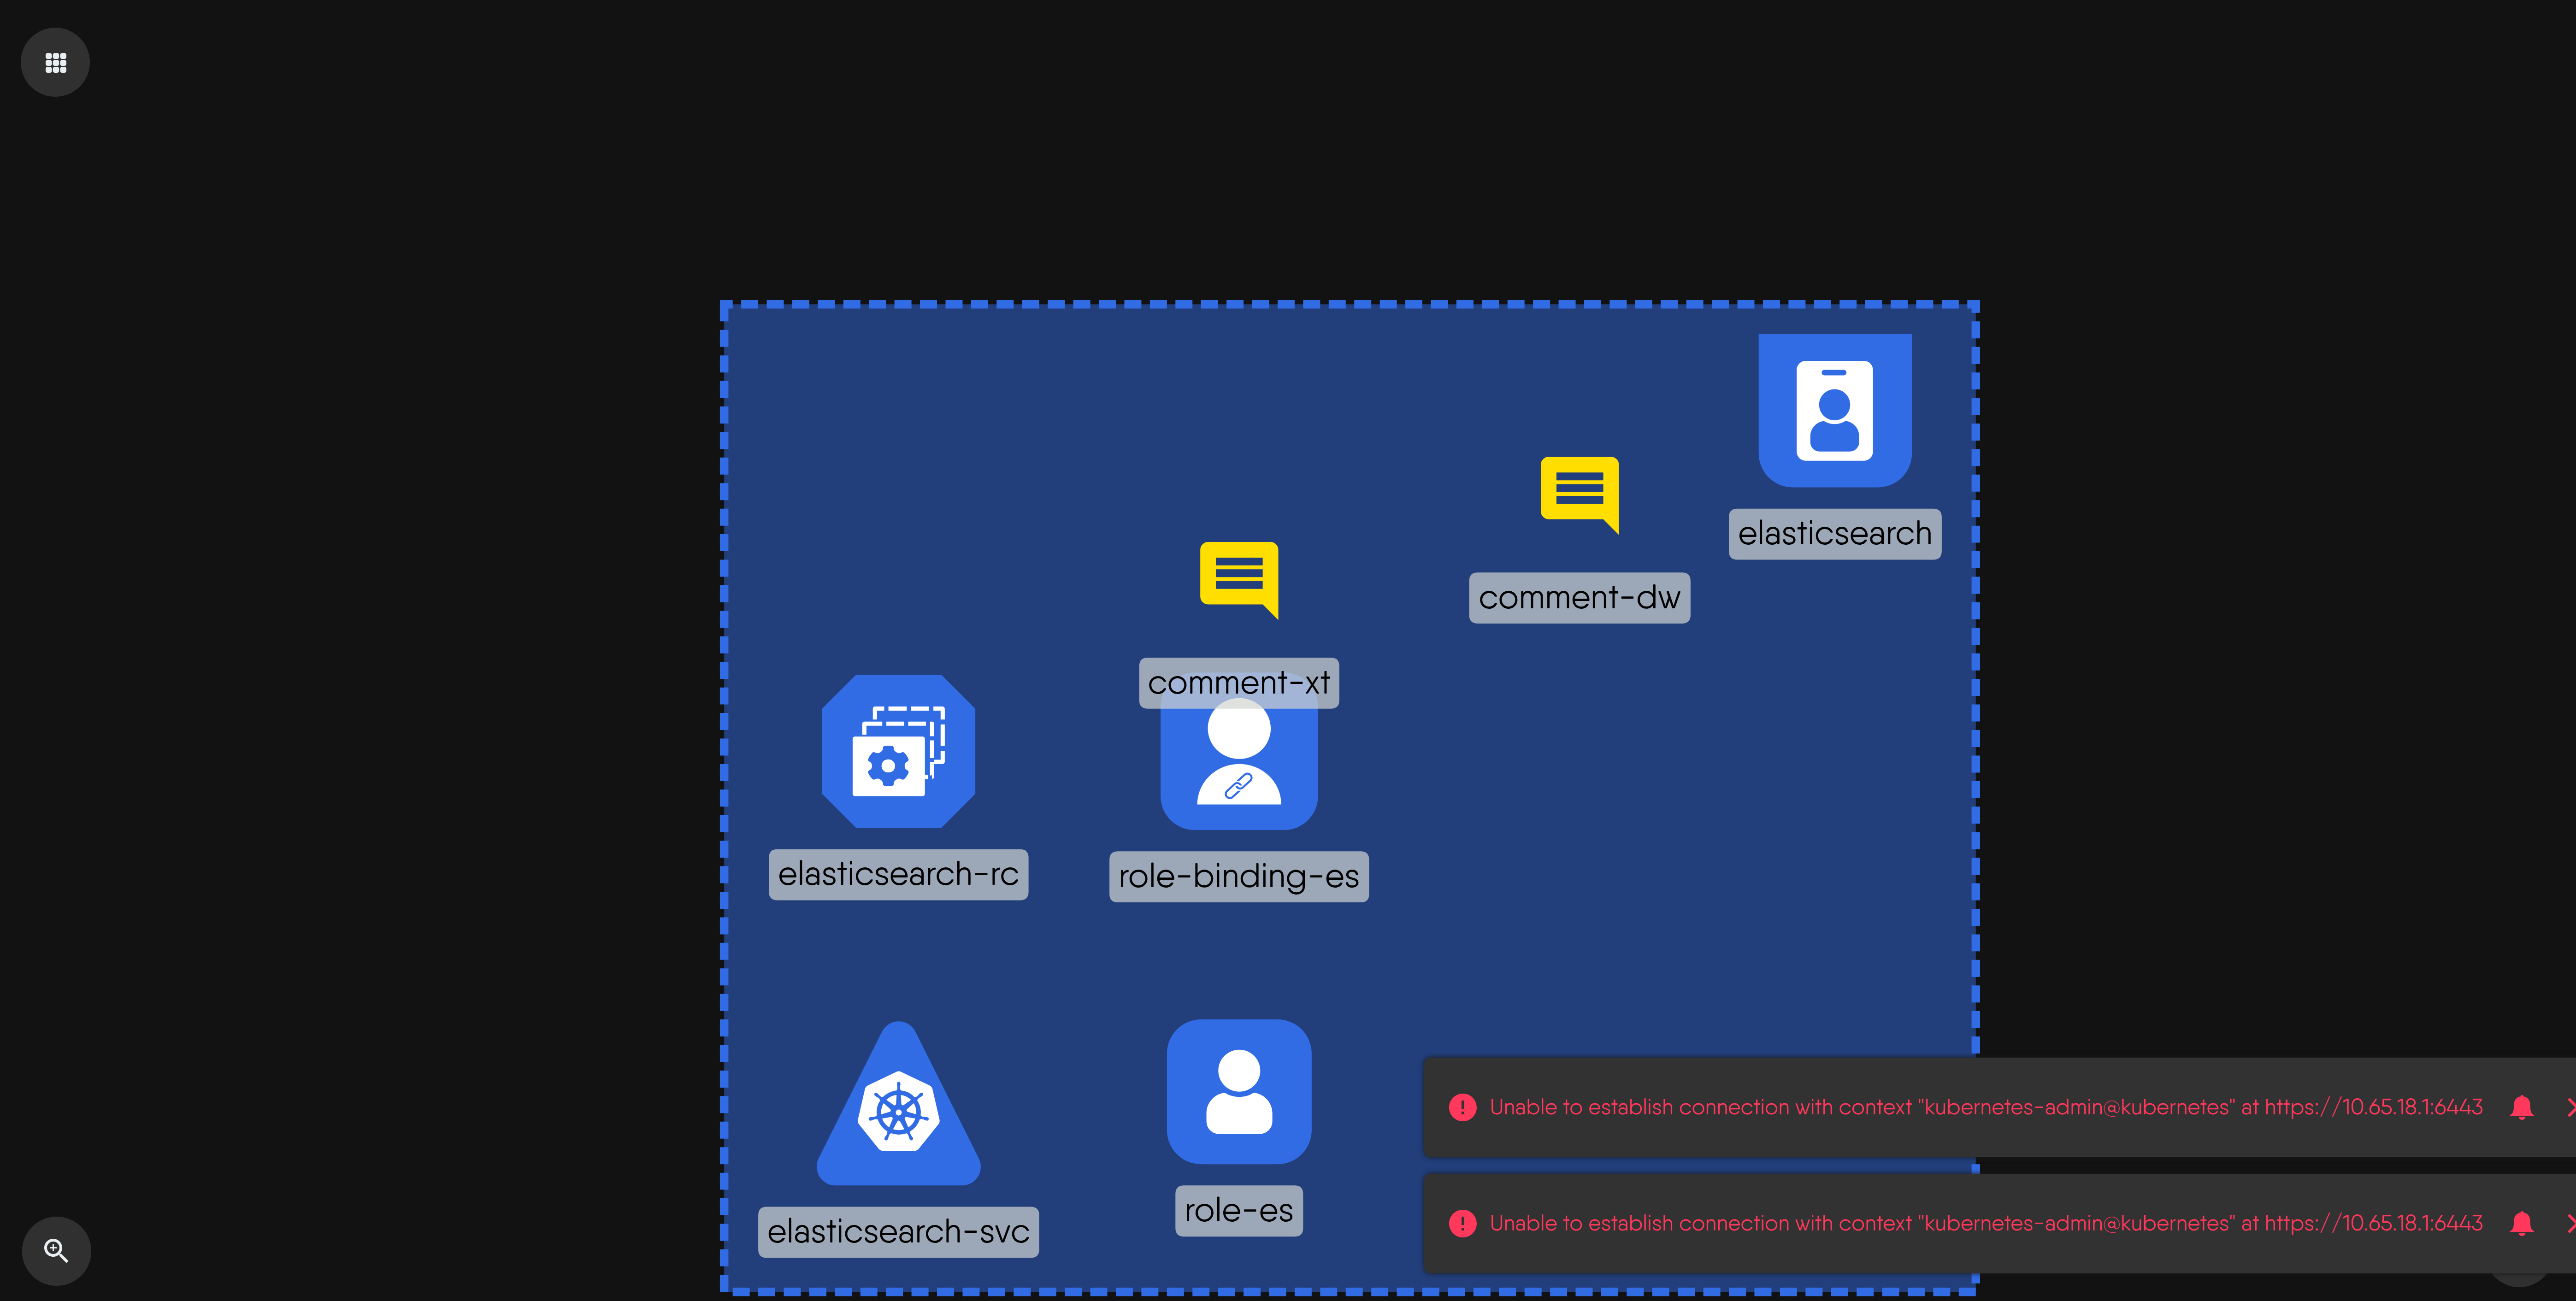 elasticsearch
comment-dw
comment-xt
elasticsearch-rc
role-binding-es
Unable to establish connection with context "kubernetes-admin@kubernetes" at https://10.65.18.1:6443
elasticsearch-svc
role-es
Unable to establish connection with context "kubernetes-admin@kubernetes" at https://10.65.18.1:6443